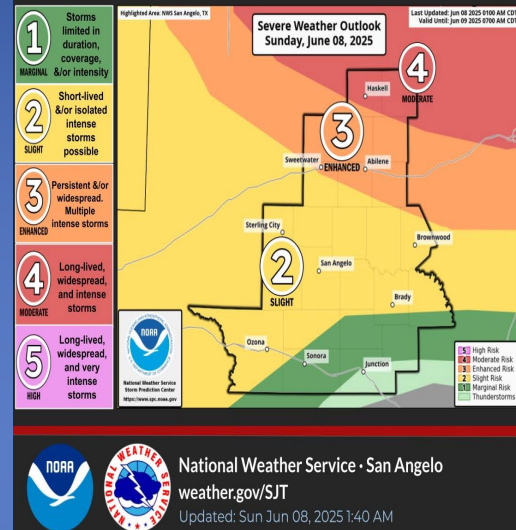 1
MARGINAL
Storms
limited in
duration,
coverage,
&/or intensity
2
SLIGHT
Short-lived
&/or isolated
intense
storms
possible
3
ENHANCED
Persistent &/or
widespread.
Multiple
intense storms
4
MODERATE
Long-lived,
widespread,
and intense
storms
5
HIGH
Long-lived,
widespread,
and very
intense
storms
Highlighted Area: NWS San Angelo, TX
Severe Weather Outlook
Sunday, June 08, 2025
Last Updated: Jun 08 2025 0100 AM CDT
Valid Until: Jun 09 2025 0700 AM CDT
4
MODERATE
Haskell
3
ENHANCED
Sweetwater
Abilene
Sterling City
Brownwood
San Angelo
2
SLIGHT
Brady
Ozona
Sonora
Junction
NOAA
National Weather Service
Storm Prediction Center
https://www.spc.noaa.gov
5 High Risk
4 Moderate Risk
3 Enhanced Risk
2 Slight Risk
1 Marginal Risk
Thunderstorms
NOAA
NATIONAL WEATHER SERVICE
National Weather Service · San Angelo
weather.gov/SJT
Updated: Sun Jun 08, 2025 1:40 AM